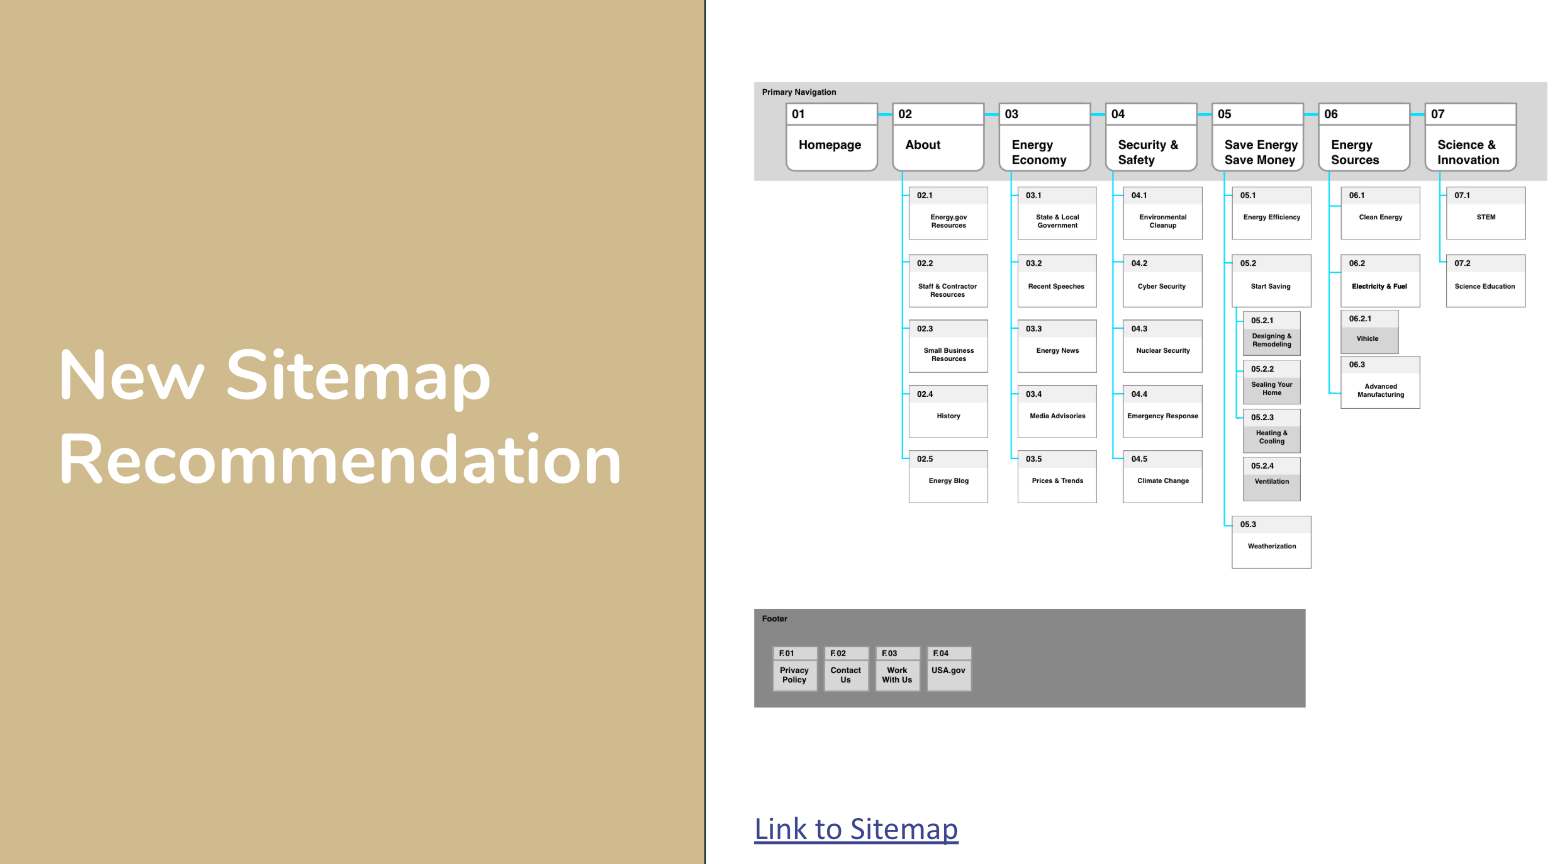 New Sitemap
Recommendation
Primary Navigation
01
Homepage
02
About
03
Energy
Economy
04
Security &
Safety
05
Save Energy
Save Money
06
Energy
Sources
07
Science &
Innovation
02.1
Energy.gov
Resources
02.2
Staff & Contractor
Resources
02.3
Small Business
Resources
02.4
History
02.5
Energy Blog
03.1
State & Local
Government
03.2
Recent Speeches
03.3
Energy News
03.4
Media Advisories
03.5
Prices & Trends
04.1
Environmental
Cleanup
04.2
Cyber Security
04.3
Nuclear Security
04.4
Emergency Response
04.5
Climate Change
05.1
Energy Efficiency
05.2
Start Saving
05.2.1
Designing &
Remodeling
05.2.2
Sealing Your
Home
05.2.3
Heating &
Cooling
05.2.4
Ventilation
05.3
Weatherization
06.1
Clean Energy
06.2
Electricity & Fuel
06.2.1
Vihicle
06.3
Advanced
Manufacturing
07.1
STEM
07.2
Science Education
Footer
F.01
Privacy
Policy
F.02
Contact
Us
F.03
Work
With Us
F.04
USA.gov
Link to Sitemap